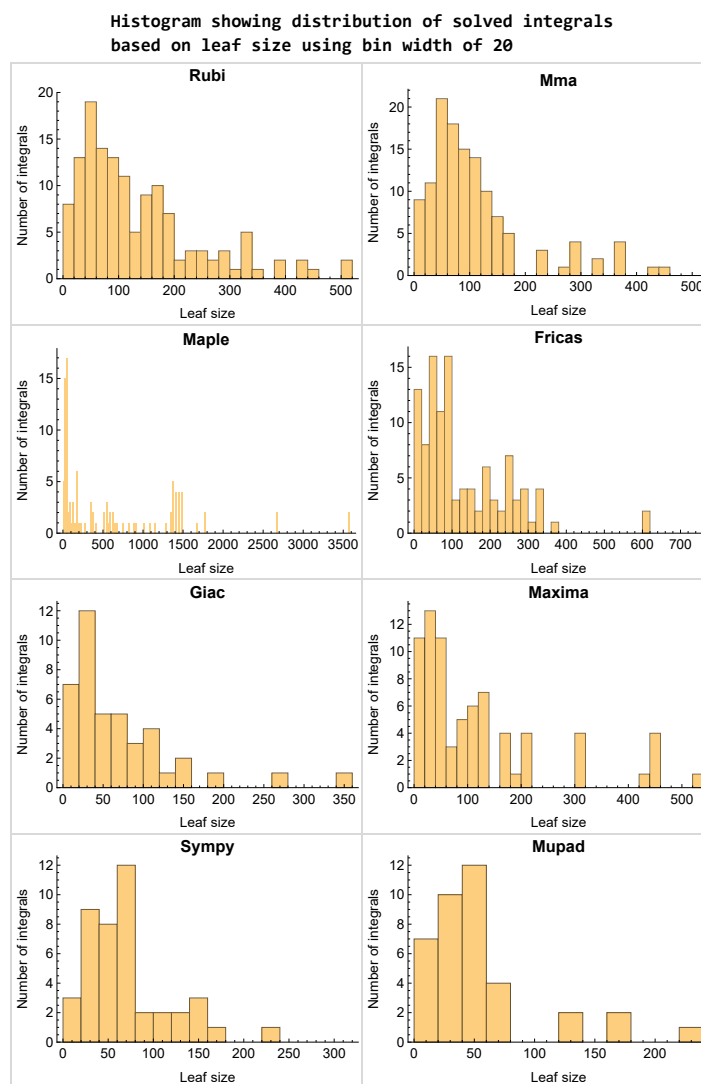 Histogram showing distribution of solved integrals
based on leaf size using bin width of 20
Rubi
Number of integrals
20
15
10
5
0
0 100 200 300 400 500
Leaf size
Mma
Number of integrals
20
15
10
5
0
0 100 200 300 400 500
Leaf size
Maple
Number of integrals
15
10
5
0
0 500 1000 1500 2000 2500 3000 3500
Leaf size
Fricas
Number of integrals
15
10
5
0
0 100 200 300 400 500 600 700
Leaf size
Giac
Number of integrals
12
10
8
6
4
2
0
0 50 100 150 200 250 300 350
Leaf size
Maxima
Number of integrals
12
10
8
6
4
2
0
0 100 200 300 400 500
Leaf size
Sympy
Number of integrals
12
10
8
6
4
2
0
0 50 100 150 200 250 300
Leaf size
Mupad
Number of integrals
12
10
8
6
4
2
0
0 50 100 150 200
Leaf size